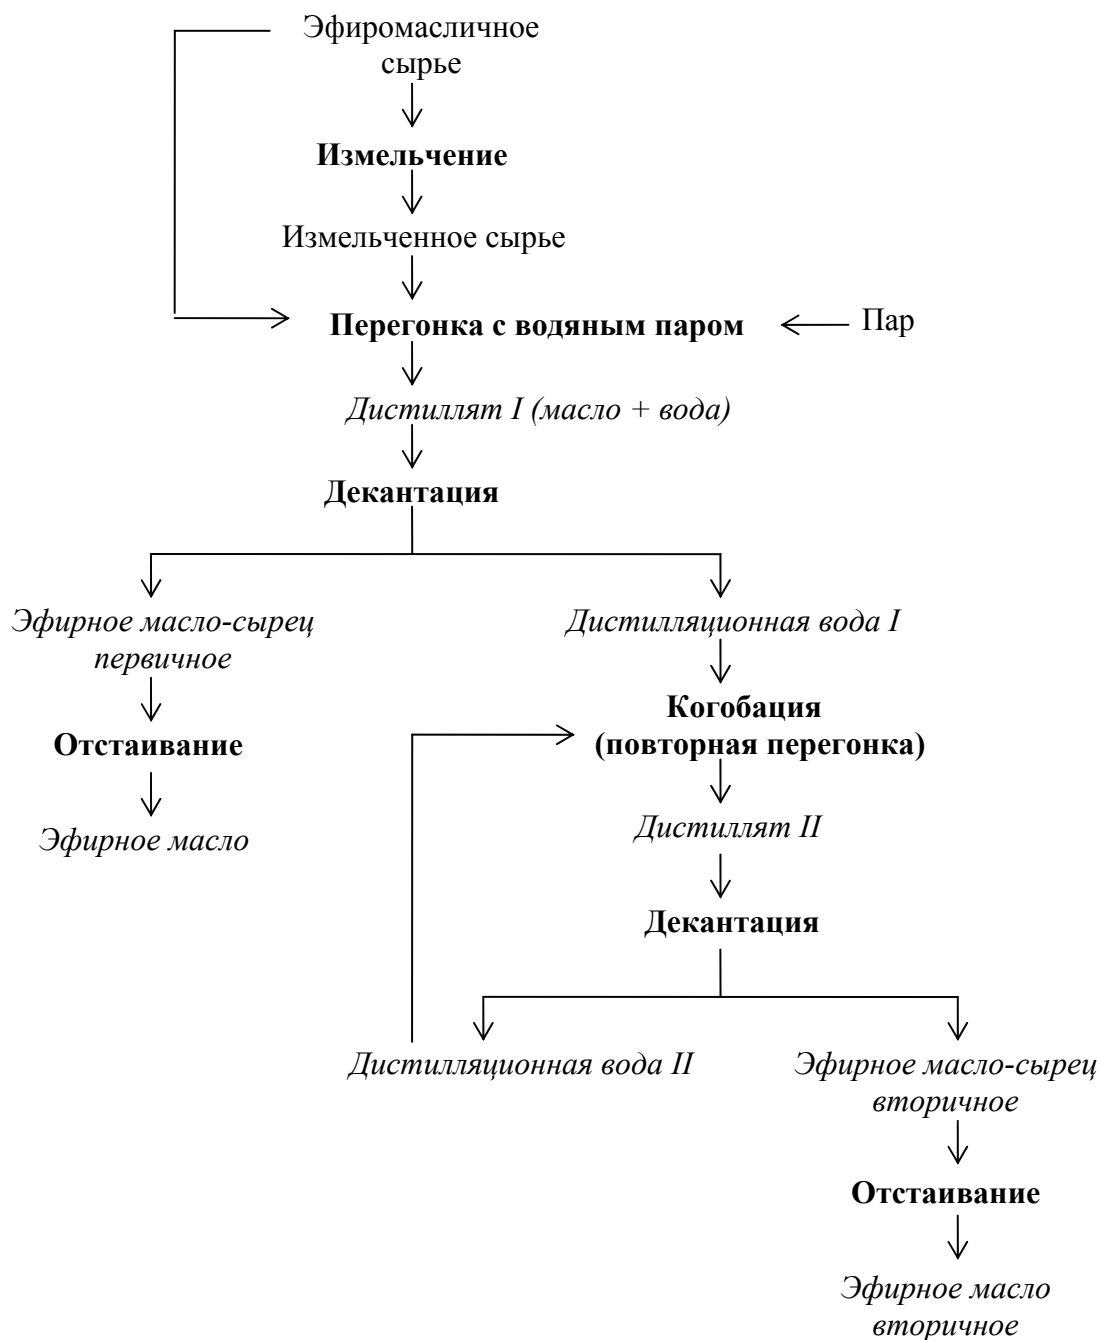 Эфиромасличное
сырье
Измельчение
Измельченное сырье
Перегонка с водяным паром
Пар
Дистиллят I (масло + вода)
Декантация
Эфирное масло-сырец
первичное
Дистилляционная вода I
Когобация
(повторная перегонка)
Отстаивание
Дистиллят II
Эфирное масло
Декантация
Дистилляционная вода II
Эфирное масло-сырец
вторичное
Отстаивание
Эфирное масло
вторичное